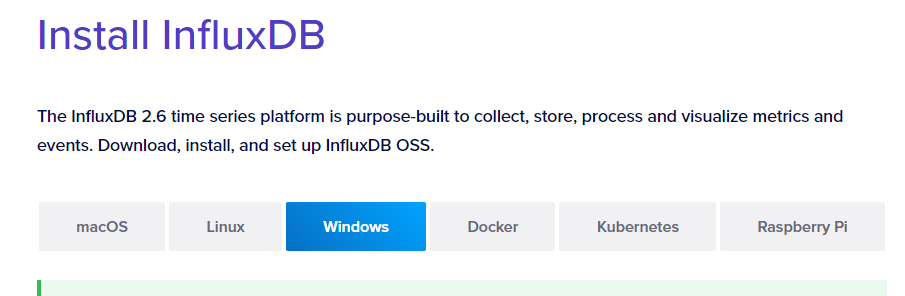 Install InfluxDB
The InfluxDB 2.6 time series platform is purpose-built to collect, store, process and visualize metrics and
events. Download, install, and set up InfluxDB OSS.
macOS Linux Windows Docker Kubernetes Raspberry Pi